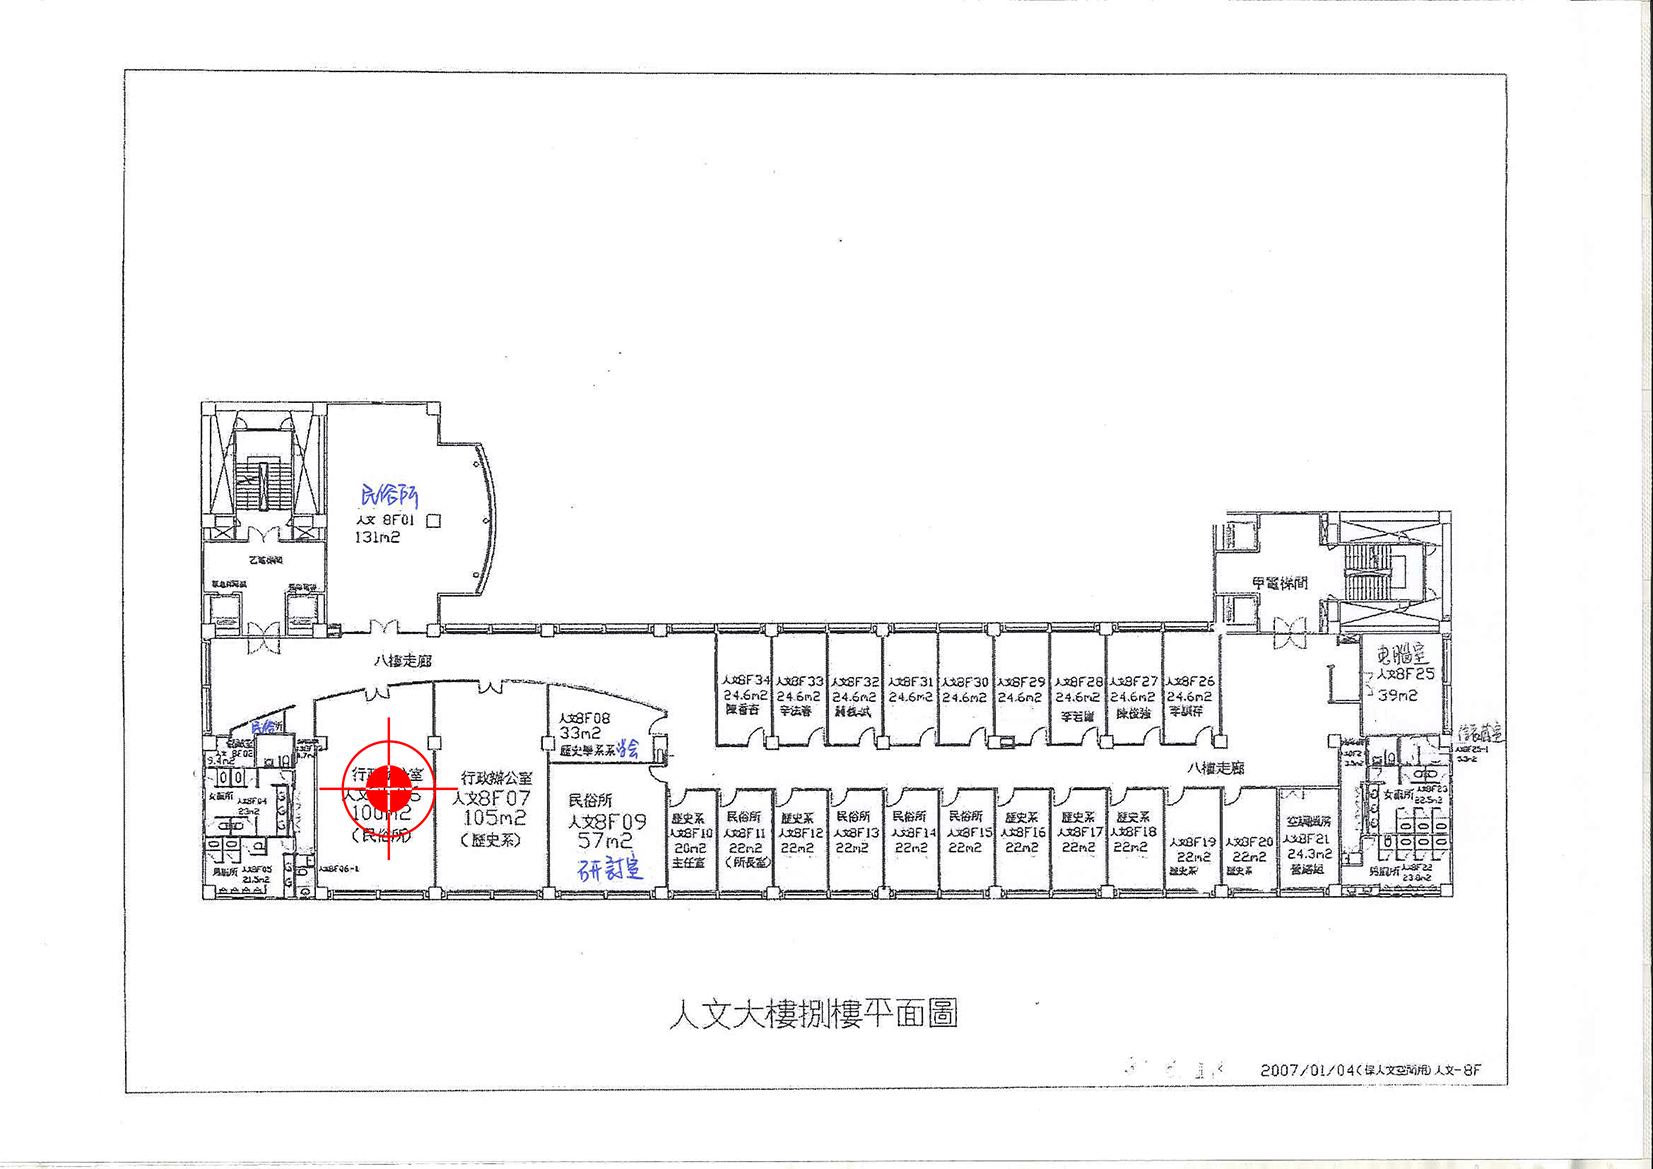 民俗所
人文 8F01
131m2
乙電梯間
甲電梯間
八樓走廊
电腦室
人文8F25
39m2
人文8F34
24.6m2
人文8F33
24.6m2
人文8F32
24.6m2
人文8F31
24.6m2
人文8F30
24.6m2
人文8F29
24.6m2
人文8F28
24.6m2
人文8F27
24.6m2
陳俊強
人文8F26
24.6m2
民俗所
8F02
9.4m2
人文8F08
33m2
歷史學系系學会
行政 室
100m2
(民俗所)
行政辦公室
人文8F07
105m2
(歷史系)
民俗所
人文8F09
57m2
研討室
八樓走廊
女廁所
人文8F04
23m2
男廁所
人文8F05
21.5m2
人文8F06-1
歷史系
人文8F10
20m2
主任室
民俗所
人文8F11
22m2
(所長室)
歷史系
人文8F12
22m2
民俗所
人文8F13
22m2
民俗所
人文8F14
22m2
民俗所
人文8F15
22m2
歷史系
人文8F16
22m2
歷史系
人文8F17
22m2
歷史系
人文8F18
22m2
人文8F19
22m2
歷史系
人文8F20
22m2
歷史系
空調機房
人文8F21
24.3m2
營繕組
女廁所
人文8F23
22.5m2
男廁所
人文8F22
23.8m2
人文8F25-1
人文大樓捌樓平面圖
2007/01/04(保人文空間用)人文-8F